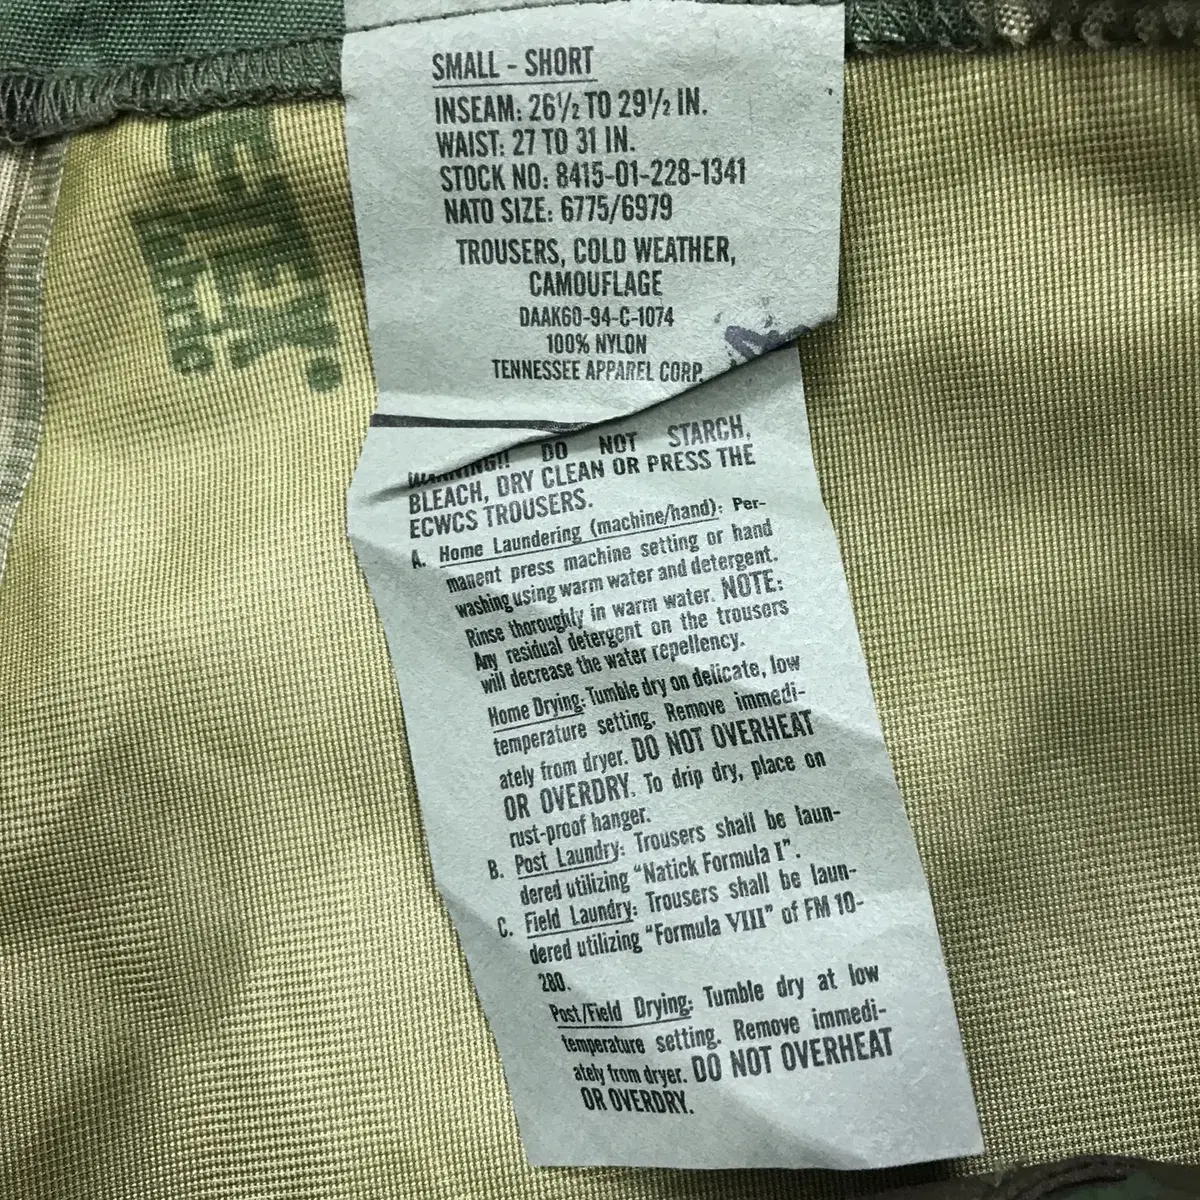 SMALL - SHORT
INSEAM: 26½ TO 29½ IN.
WAIST: 27 TO 31 IN.
STOCK NO: 8415-01-228-1341
NATO SIZE: 6775/6979
TROUSERS, COLD WEATHER,
CAMOUFLAGE
DAAK60-94-C-1074
100% NYLON
TENNESSEE APPAREL CORP.
WARNING!! DO NOT STARCH,
BLEACH, DRY CLEAN OR PRESS THE
ECWCS TROUSERS.
A. Home Laundering (machine/hand): Per-
manent press machine setting or hand
washing using warm water and detergent.
Rinse thoroughly in warm water. NOTE:
Any residual detergent on the trousers
will decrease the water repellency.
Home Drying: Tumble dry on delicate, low
temperature setting. Remove immedi-
ately from dryer. DO NOT OVERHEAT
OR OVERDRY. To drip dry, place on
rust-proof hanger.
B. Post Laundry: Trousers shall be laun-
dered utilizing "Natick Formula I".
C. Field Laundry: Trousers shall be laun-
dered utilizing "Formula VIII" of FM 10-
280.
Post/Field Drying: Tumble dry at low
temperature setting. Remove immedi-
ately from dryer. DO NOT OVERHEAT
OR OVERDRY.